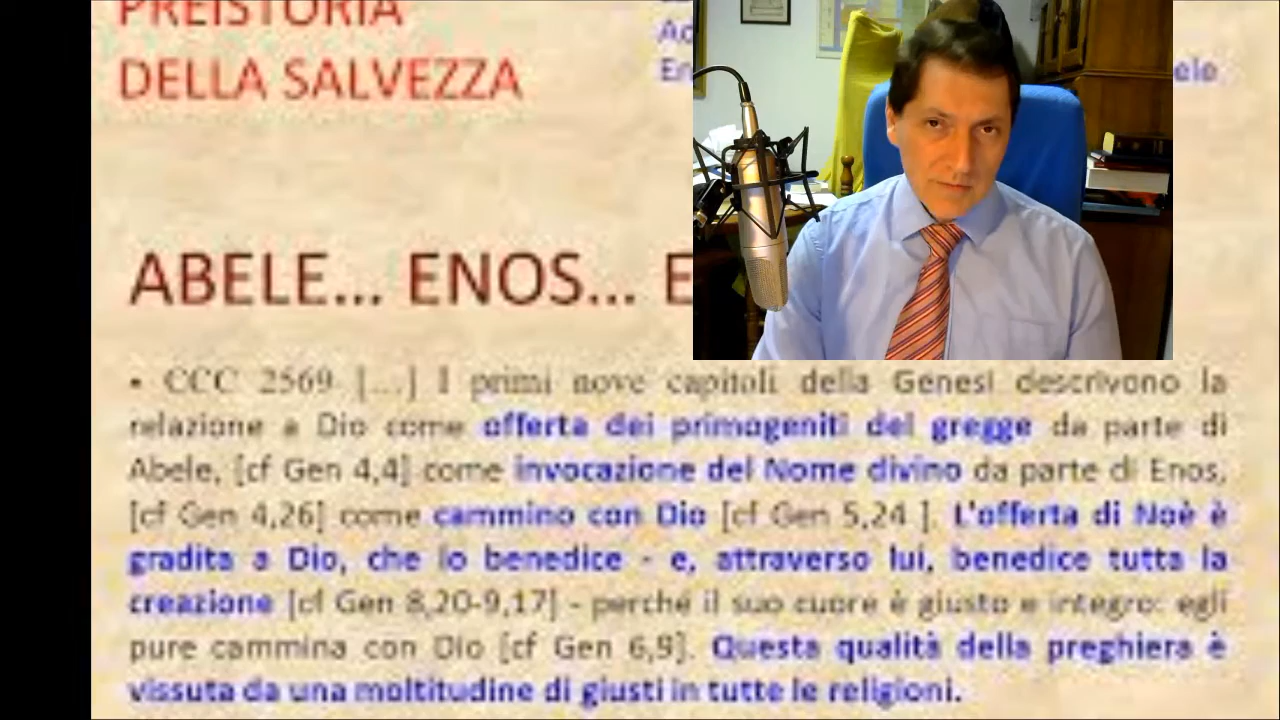 PREISTORIA
DELLA SALVEZZA
ABELE... ENOS... E
• CCC 2569 [...] I primi nove capitoli della Genesi descrivono la
relazione a Dio come offerta dei primogeniti del gregge da parte di
Abele, [cf Gen 4,4] come invocazione del Nome divino da parte di Enos,
[cf Gen 4,26] come cammino con Dio [cf Gen 5,24 ]. L'offerta di Noè è
gradita a Dio, che lo benedice - e, attraverso lui, benedice tutta la
creazione [cf Gen 8,20-9,17] - perché il suo cuore è giusto e integro: egli
pure cammina con Dio [cf Gen 6,9]. Questa qualità della preghiera è
vissuta da una moltitudine di giusti in tutte le religioni.